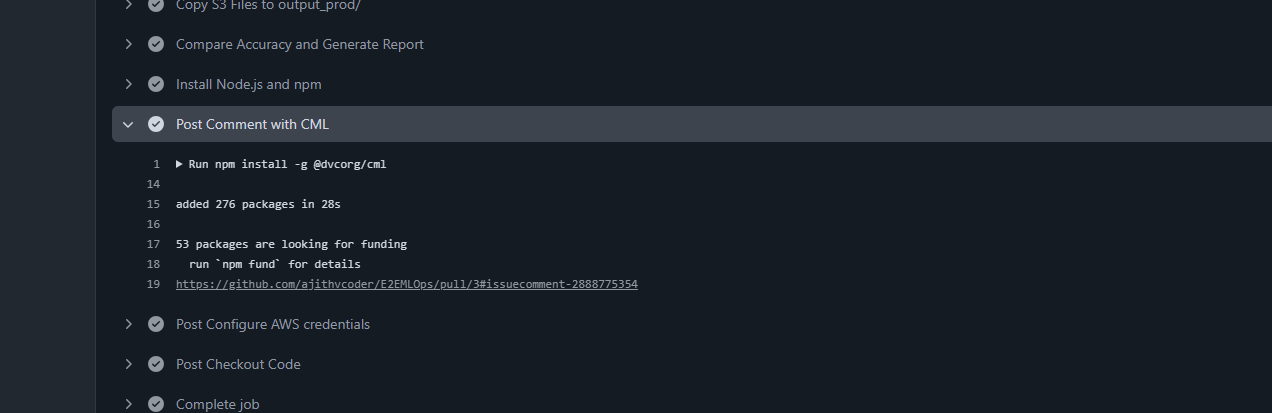 Copy S3 Files to output_prod/
Compare Accuracy and Generate Report
Install Node.js and npm
Post Comment with CML
1 Run npm install -g @dvcorg/cml
14
15 added 276 packages in 28s
16
17 53 packages are looking for funding
18 run `npm fund` for details
19 https://github.com/ajithvcoder/E2EMLOps/pull/3#issuecomment-2888775354
Post Configure AWS credentials
Post Checkout Code
Complete job